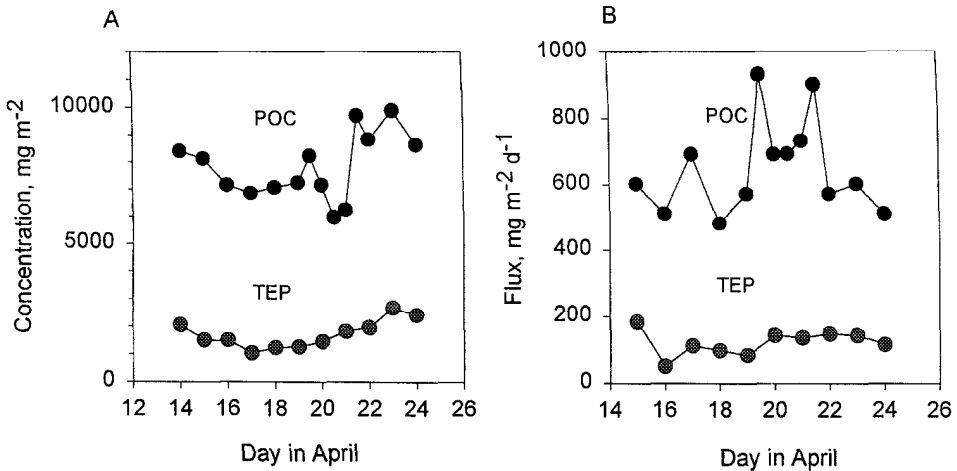 A
Concentration, mg m-2
10000
5000
0
POC
TEP
12 14 16 18 20 22 24 26
Day in April
B
Flux, mg m-2 d-1
1000
800
600
400
200
0
POC
TEP
14 16 18 20 22 24 26
Day in April